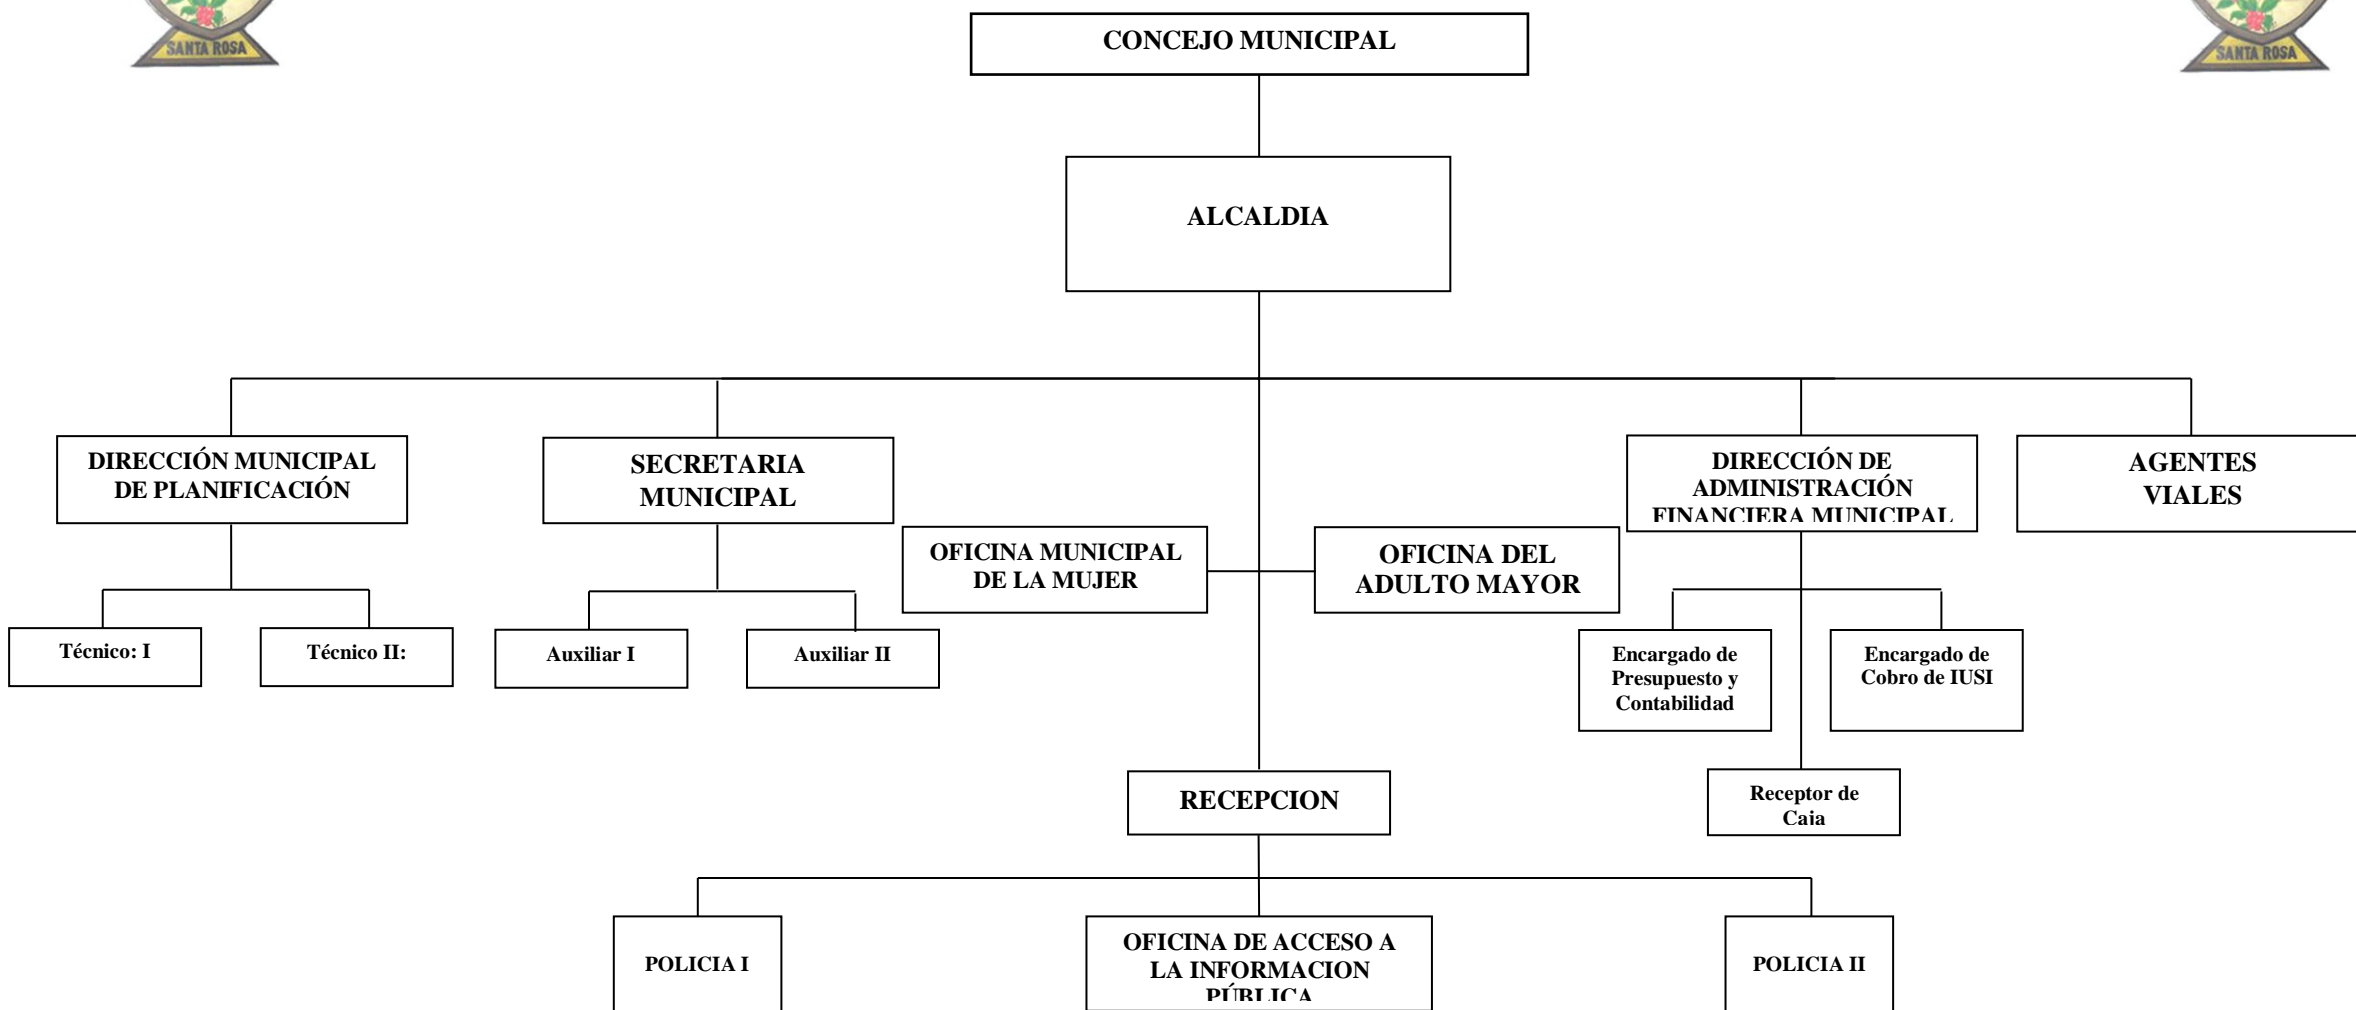 SANTA ROSA
SANTA ROSA
CONCEJO MUNICIPAL
ALCALDIA
DIRECCIÓN MUNICIPAL
DE PLANIFICACIÓN
SECRETARIA
MUNICIPAL
DIRECCIÓN DE
ADMINISTRACIÓN
FINANCIERA MUNICIPAL
AGENTES
VIALES
OFICINA MUNICIPAL
DE LA MUJER
OFICINA DEL
ADULTO MAYOR
Técnico: I
Técnico II:
Auxiliar I
Auxiliar II
Encargado de
Presupuesto y
Contabilidad
Encargado de
Cobro de IUSI
RECEPCION
Receptor de
Caja
POLICIA I
OFICINA DE ACCESO A
LA INFORMACION
PÚBLICA
POLICIA II